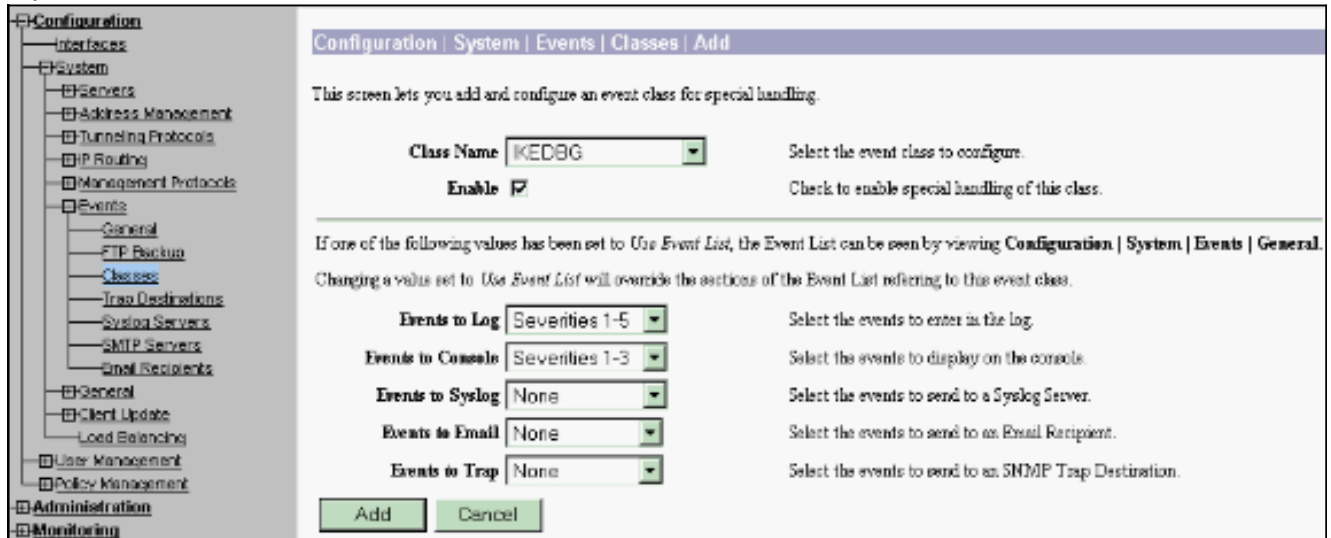 Configuration
Interfaces
System
Servers
Address Management
Tunneling Protocols
IP Routing
Management Protocols
Events
General
FTP Backup
Classes
Trap Destinations
Syslog Servers
SMTP Servers
Email Recipients
General
Client Update
Load Balancing
User Management
Policy Management
Administration
Monitoring
Configuration | System | Events | Classes | Add
This screen lets you add and configure an event class for special handling.
Class Name IKEDBG Select the event class to configure.
Enable Check to enable special handling of this class.
If one of the following values has been set to Use Event List, the Event List can be seen by viewing Configuration | System | Events | General.
Changing a value set to Use Event List will override the sections of the Event List referring to this event class.
Events to Log Severities 1-5 Select the events to enter in the log.
Events to Console Severities 1-3 Select the events to display on the console.
Events to Syslog None Select the events to send to a Syslog Server.
Events to Email None Select the events to send to an Email Recipient.
Events to Trap None Select the events to send to an SNMP Trap Destination.
Add Cancel